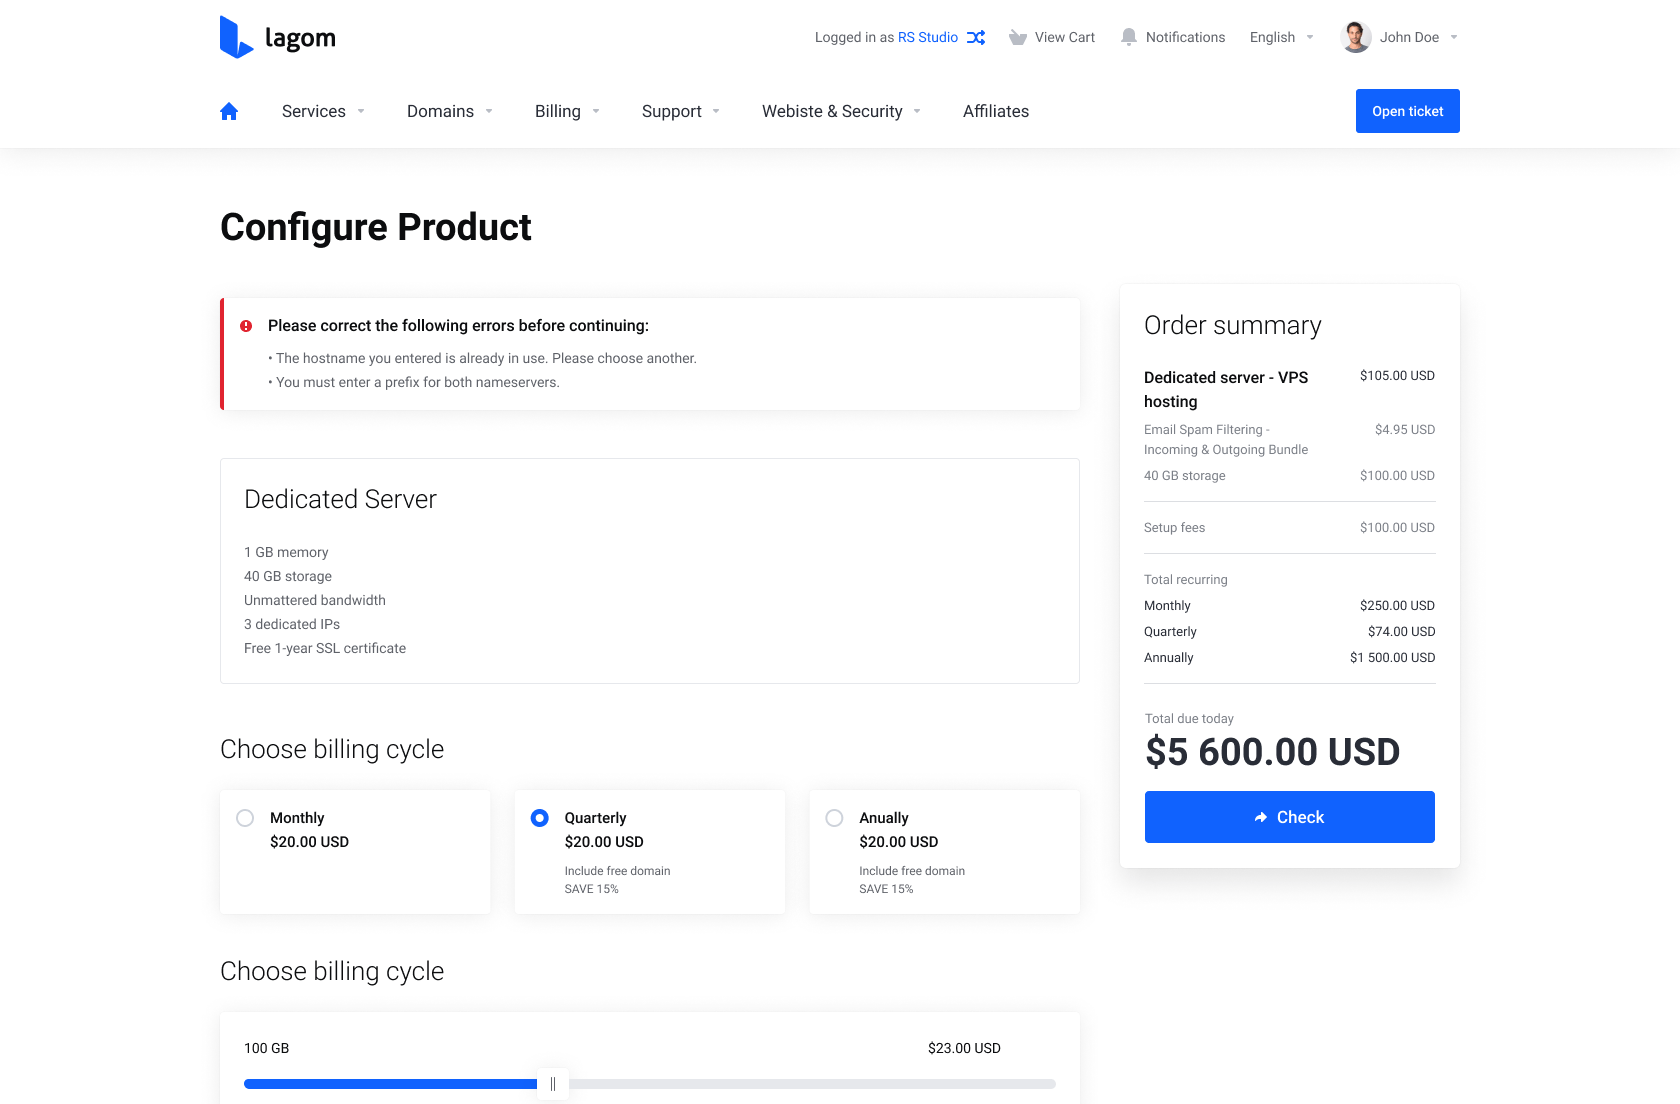 lagom
Logged in as RS Studio
View Cart
Notifications
English
John Doe
Services
Domains
Billing
Support
Webiste & Security
Affiliates
Open ticket
Configure Product
Please correct the following errors before continuing:
• The hostname you entered is already in use. Please choose another.
• You must enter a prefix for both nameservers.
Dedicated Server
1 GB memory
40 GB storage
Unmattered bandwidth
3 dedicated IPs
Free 1-year SSL certificate
Choose billing cycle
Monthly
$20.00 USD
Quarterly
$20.00 USD
Include free domain
SAVE 15%
Anually
$20.00 USD
Include free domain
SAVE 15%
Choose billing cycle
100 GB
$23.00 USD
Order summary
Dedicated server - VPS $105.00 USD
hosting
Email Spam Filtering - $4.95 USD
Incoming & Outgoing Bundle
40 GB storage $100.00 USD
Setup fees $100.00 USD
Total recurring
Monthly $250.00 USD
Quarterly $74.00 USD
Annually $1 500.00 USD
Total due today
$5 600.00 USD
Check